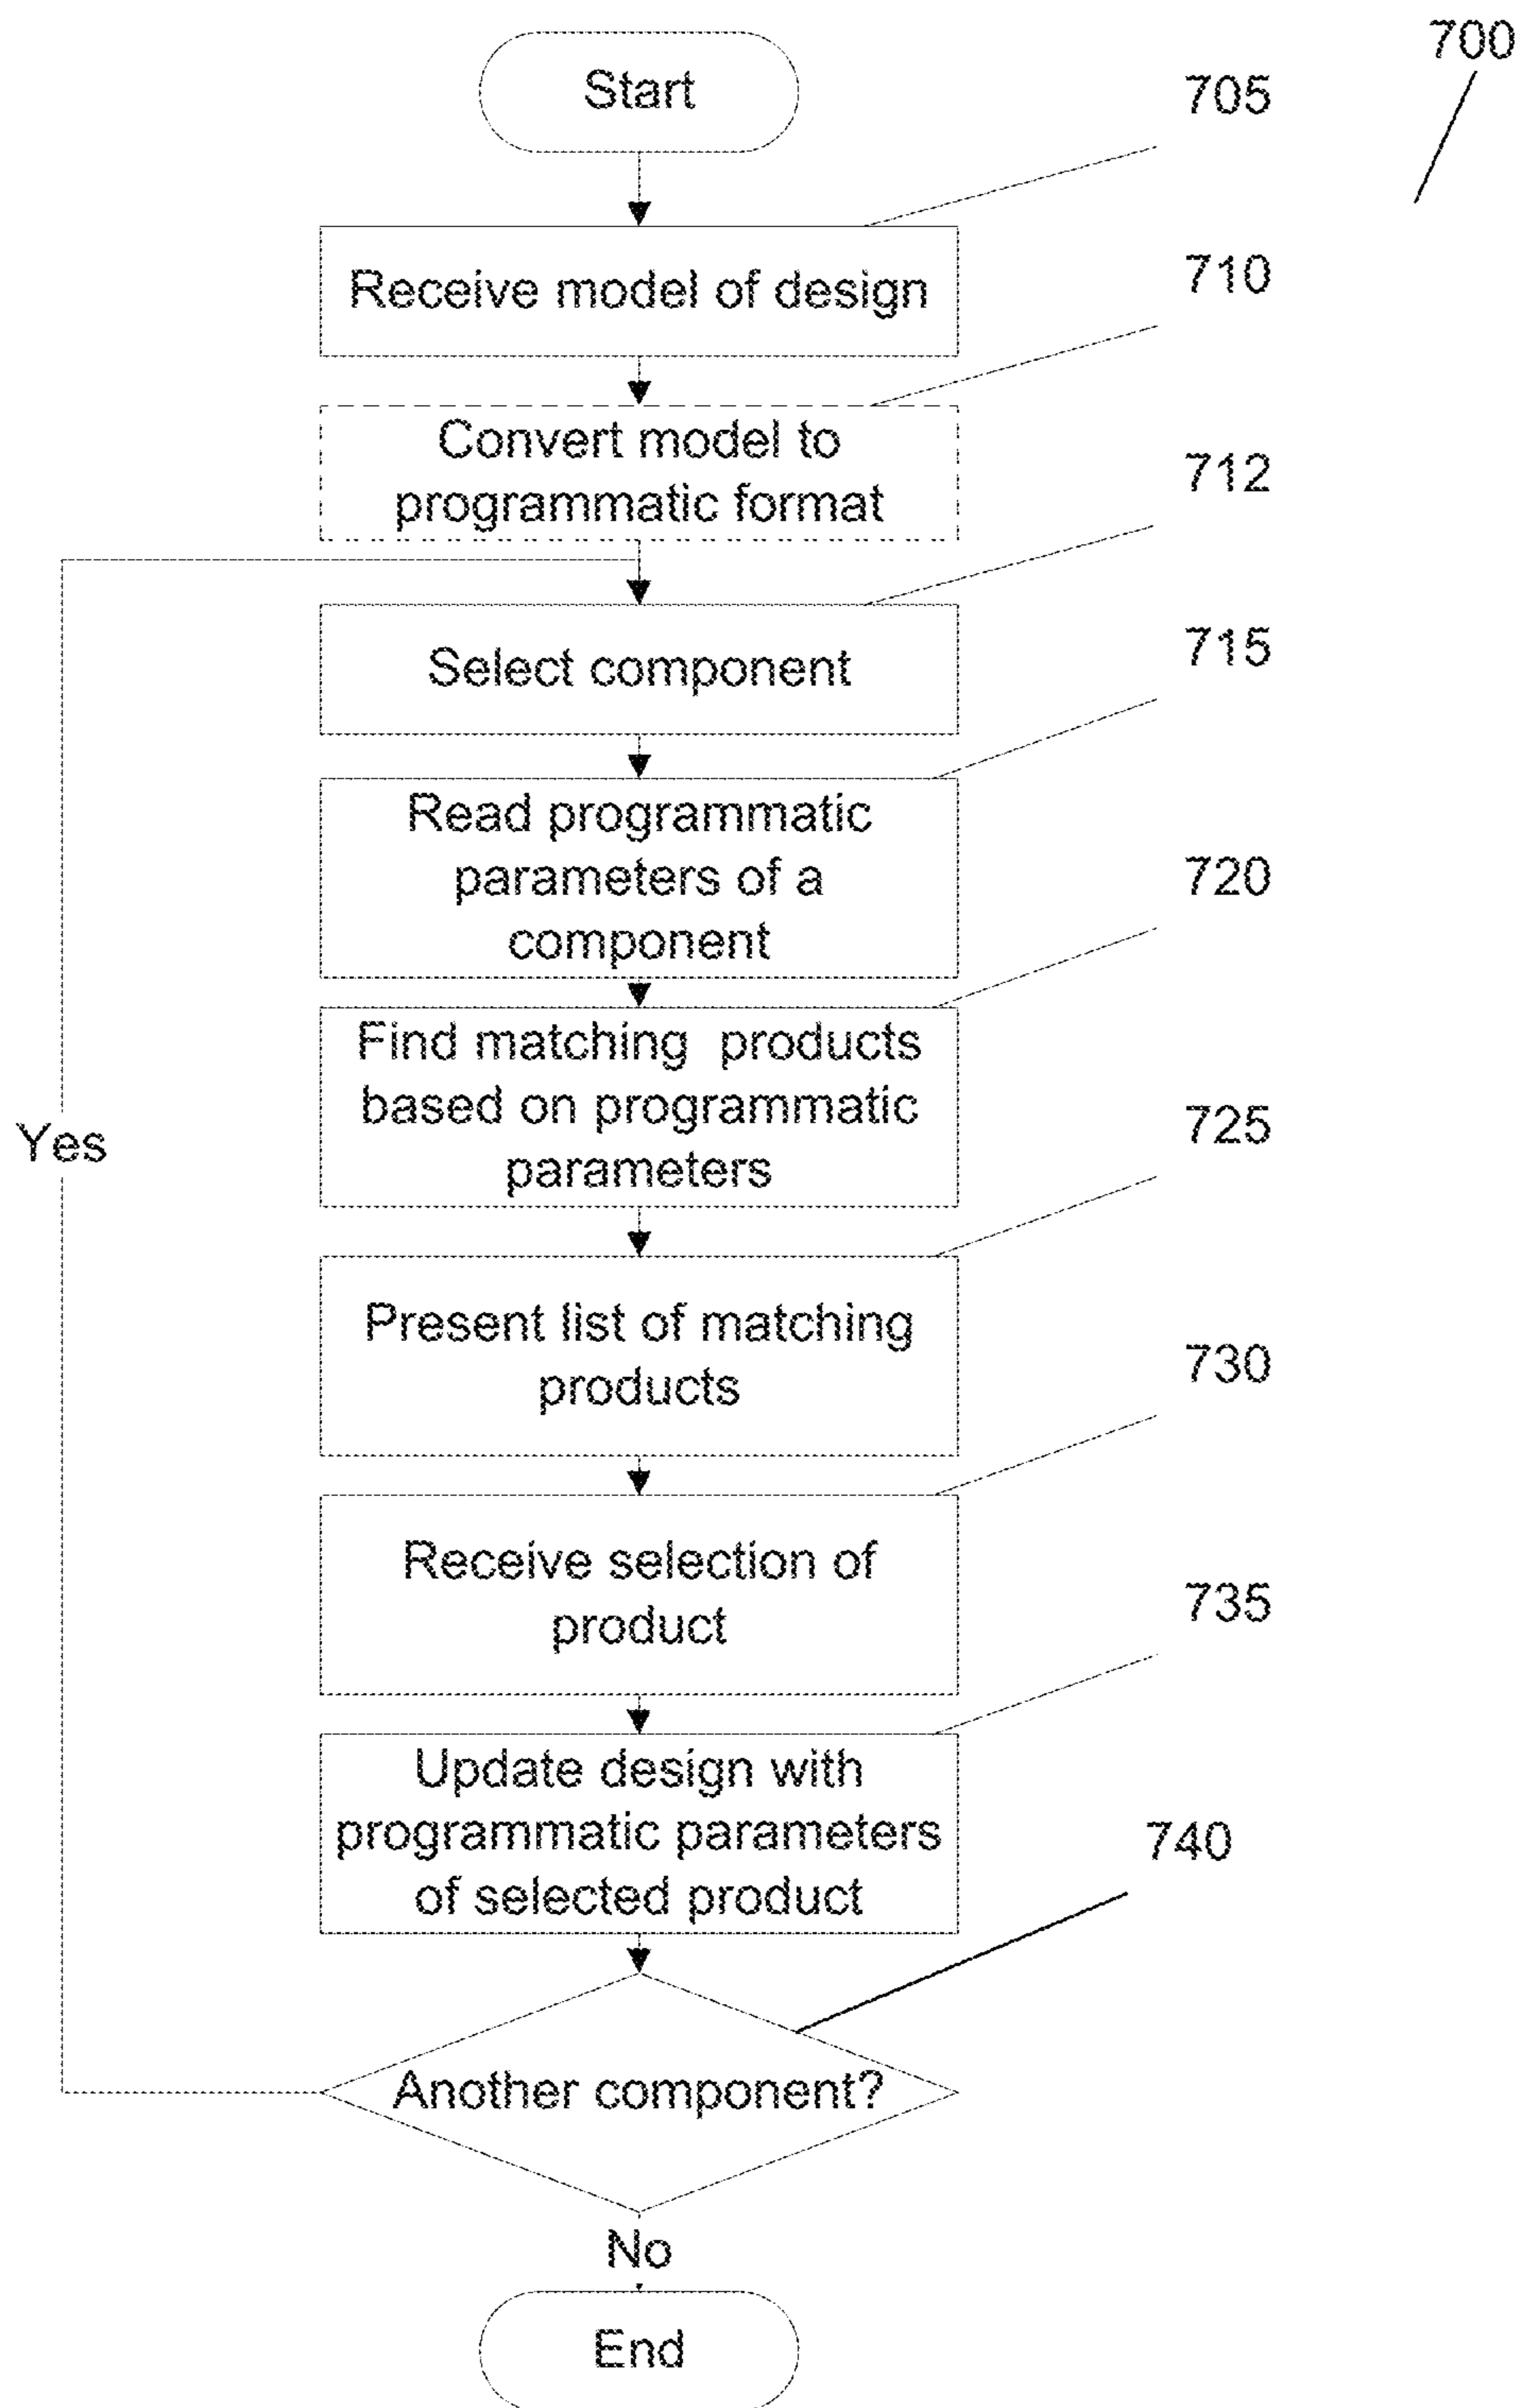 700
Start
705
Receive model of design
710
Convert model to
programmatic format
712
Select component
715
Read programmatic
parameters of a
component
720
Find matching products
based on programmatic
parameters
725
Yes
Present list of matching
products
730
Receive selection of
product
735
Update design with
programmatic parameters
of selected product
740
Another component?
No
End